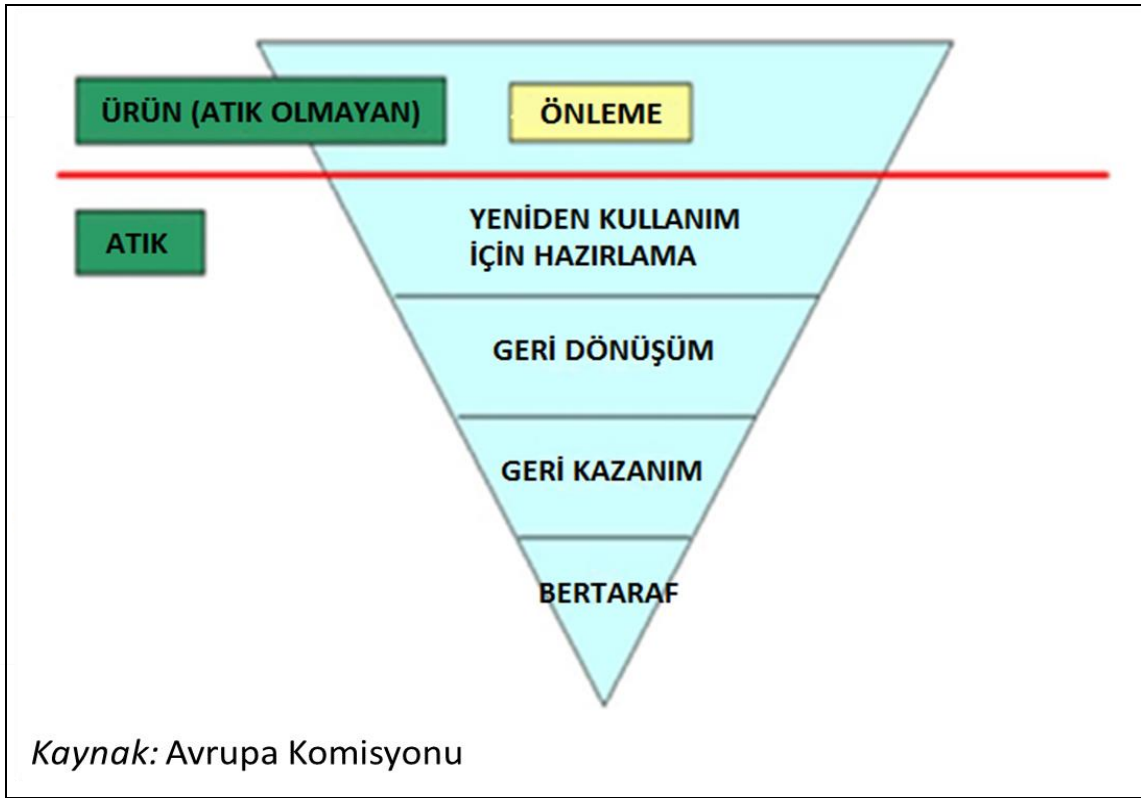 ÜRÜN (ATIK OLMAYAN)
ÖNLEME
ATIK
YENİDEN KULLANIM
İÇİN HAZIRLAMA
GERİ DÖNÜŞÜM
GERİ KAZANIM
BERTARAF
Kaynak: Avrupa Komisyonu